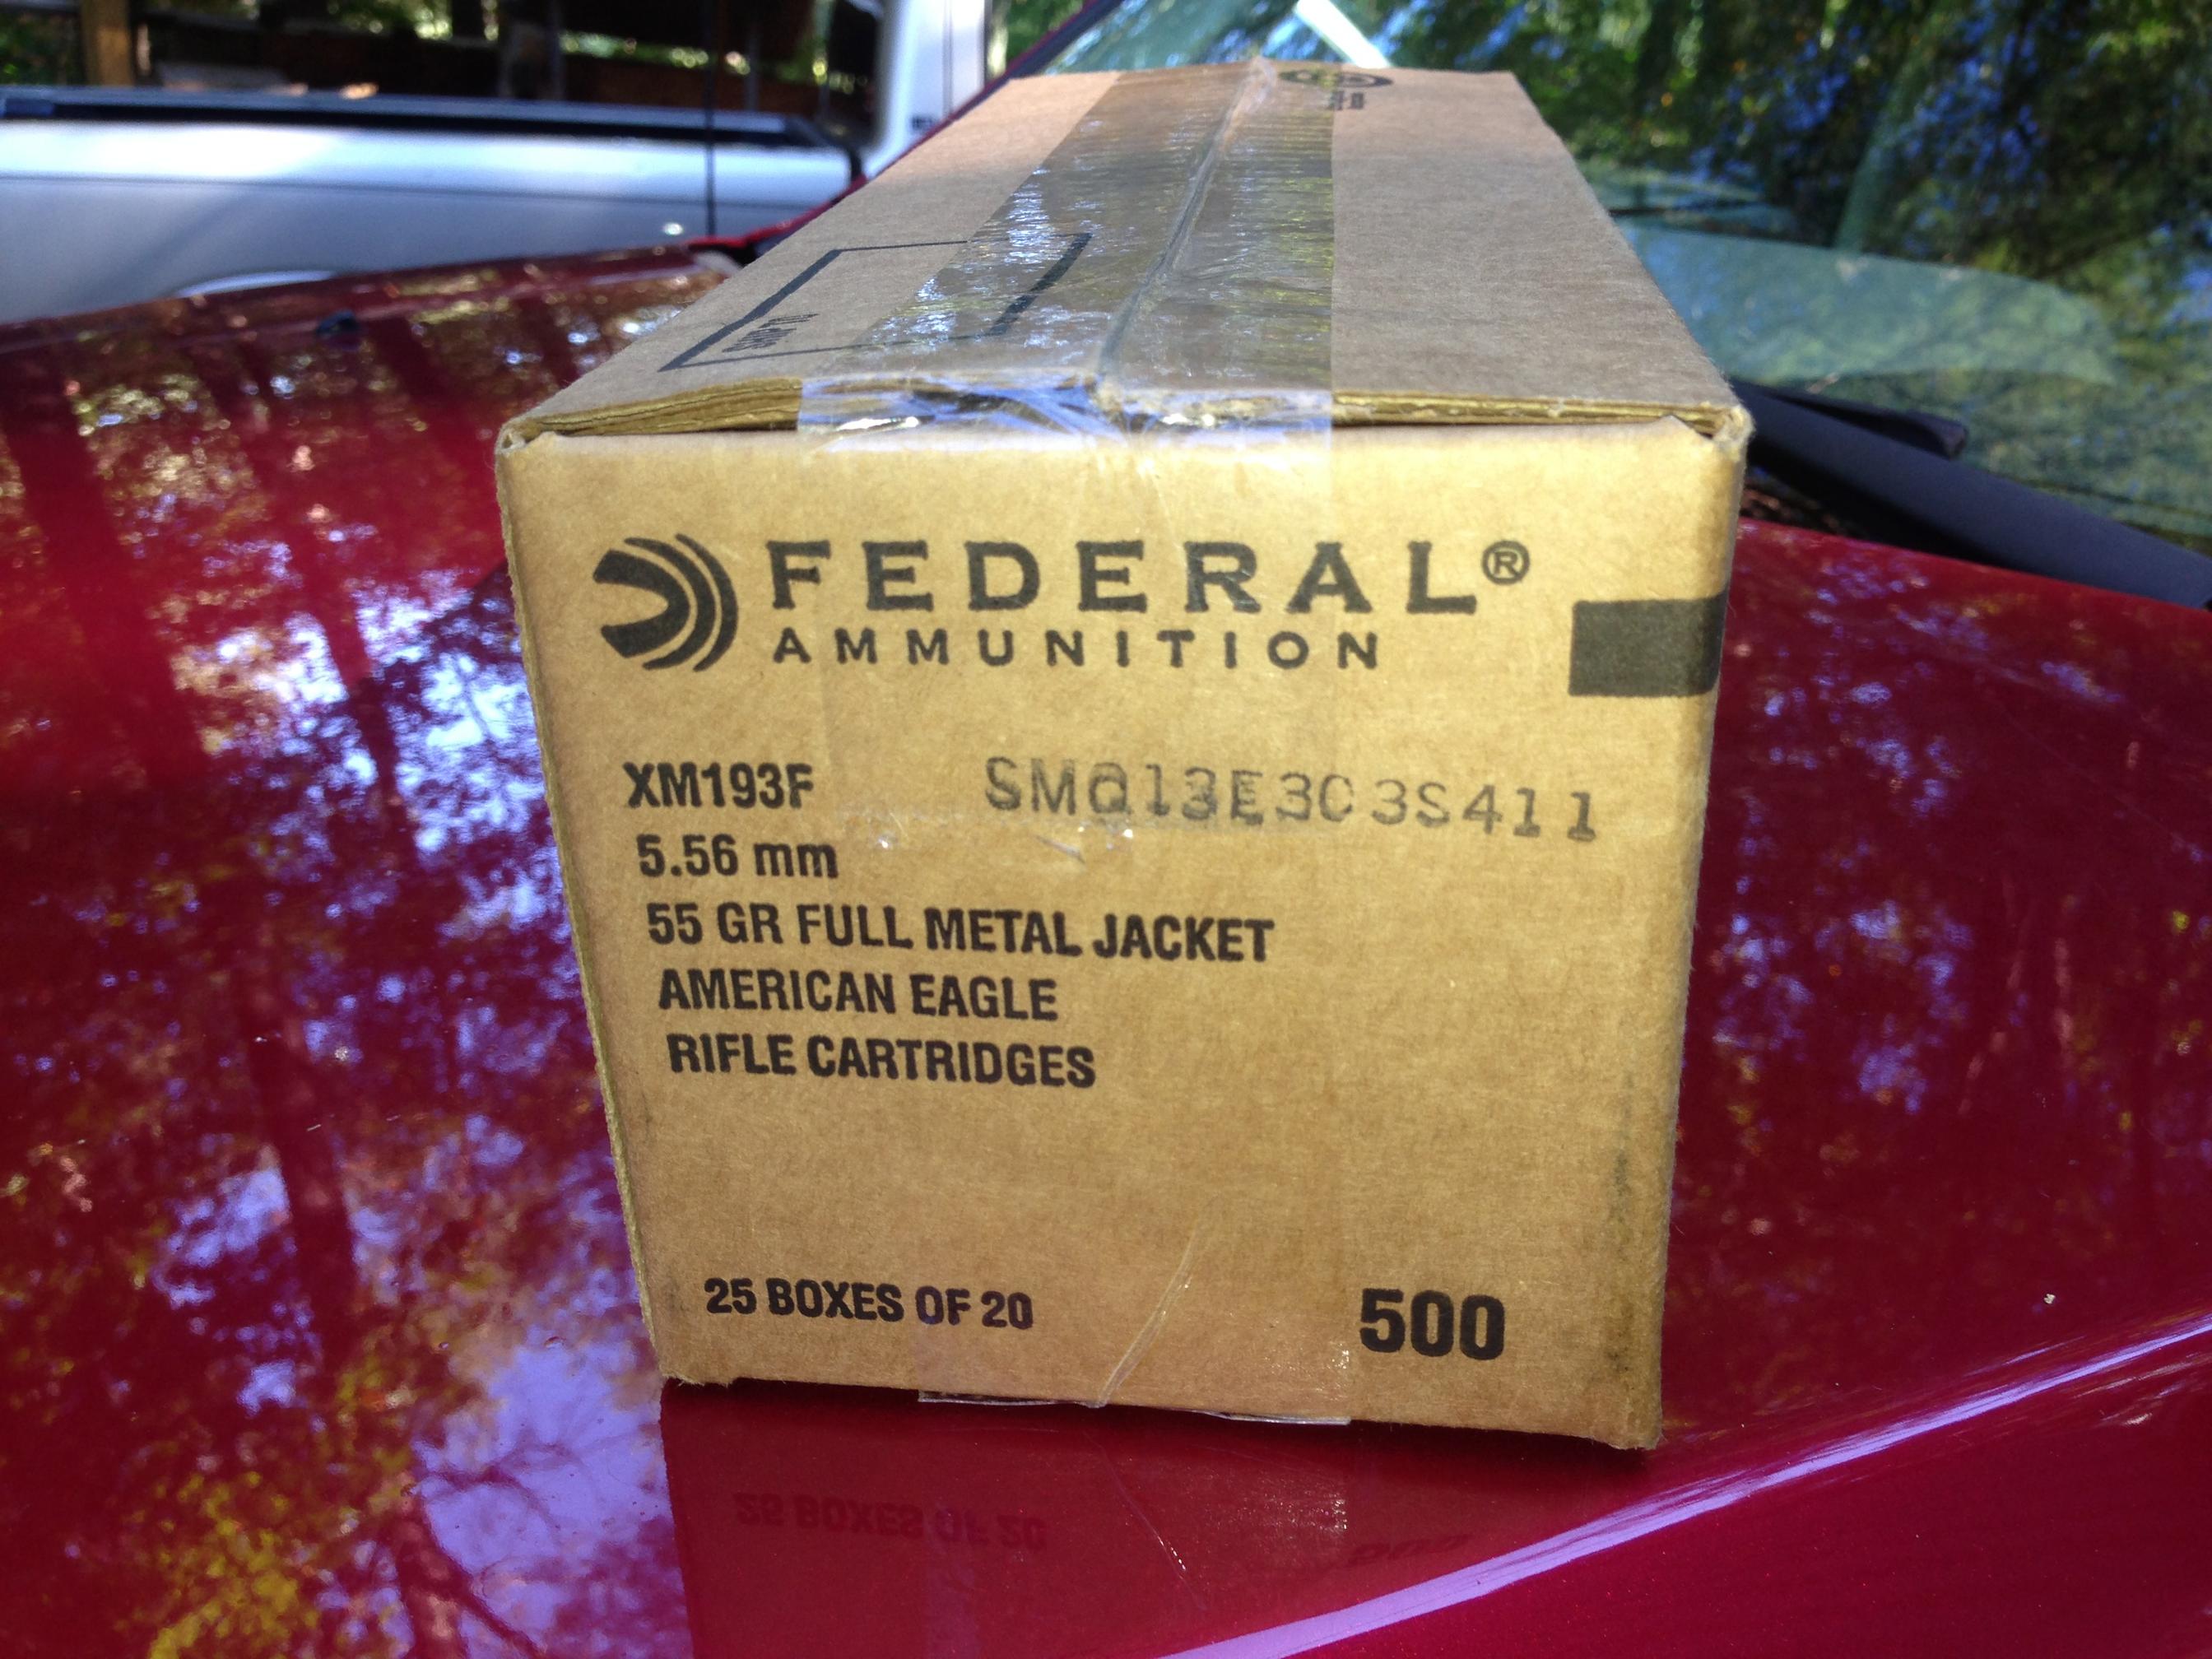 FEDERAL®
AMMUNITION
XM193F
SMQ13E303S411
5.56 mm
55 GR FULL METAL JACKET
AMERICAN EAGLE
RIFLE CARTRIDGES
25 BOXES OF 20
500